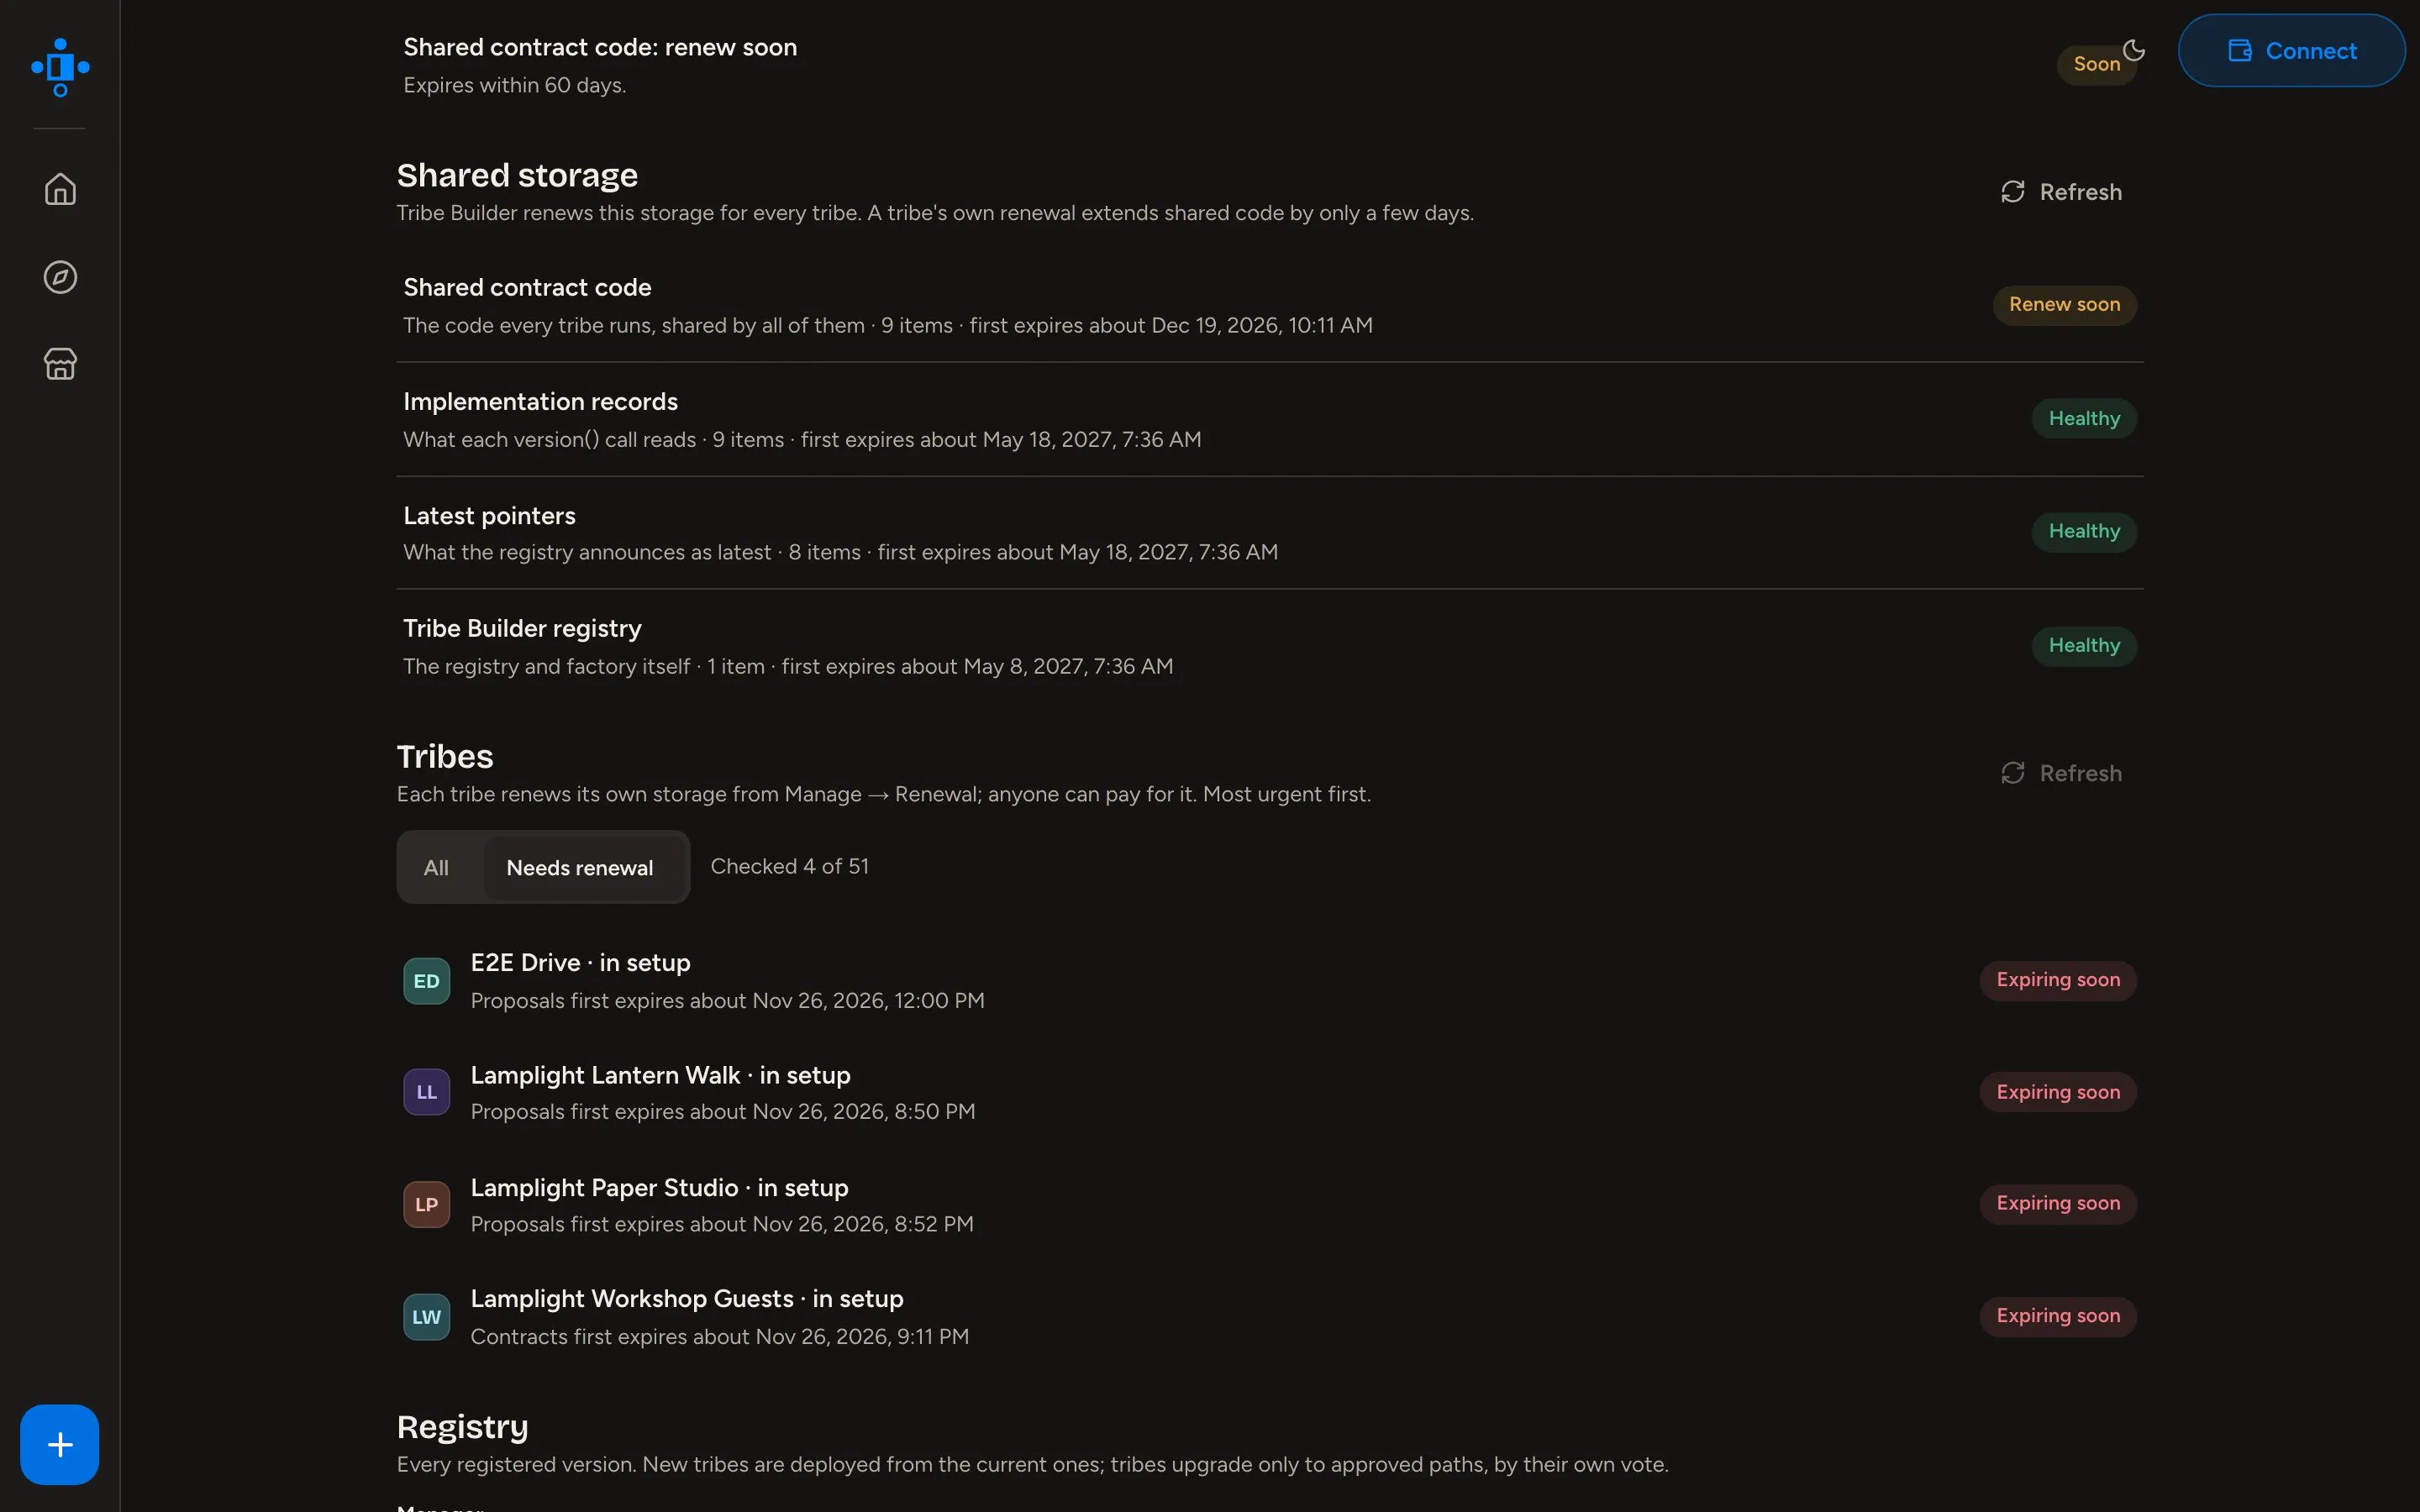 Shared contract code: renew soon
Expires within 60 days.
Soon
Connect
Shared storage
Tribe Builder renews this storage for every tribe. A tribe's own renewal extends shared code by only a few days.
Refresh
Shared contract code
The code every tribe runs, shared by all of them · 9 items · first expires about Dec 19, 2026, 10:11 AM
Renew soon
Implementation records
What each version() call reads · 9 items · first expires about May 18, 2027, 7:36 AM
Healthy
Latest pointers
What the registry announces as latest · 8 items · first expires about May 18, 2027, 7:36 AM
Healthy
Tribe Builder registry
The registry and factory itself · 1 item · first expires about May 8, 2027, 7:36 AM
Healthy
Tribes
Each tribe renews its own storage from Manage → Renewal; anyone can pay for it. Most urgent first.
Refresh
All
Needs renewal
Checked 4 of 51
ED
E2E Drive · in setup
Proposals first expires about Nov 26, 2026, 12:00 PM
Expiring soon
LL
Lamplight Lantern Walk · in setup
Proposals first expires about Nov 26, 2026, 8:50 PM
Expiring soon
LP
Lamplight Paper Studio · in setup
Proposals first expires about Nov 26, 2026, 8:52 PM
Expiring soon
LW
Lamplight Workshop Guests · in setup
Contracts first expires about Nov 26, 2026, 9:11 PM
Expiring soon
Registry
Every registered version. New tribes are deployed from the current ones; tribes upgrade only to approved paths, by their own vote.